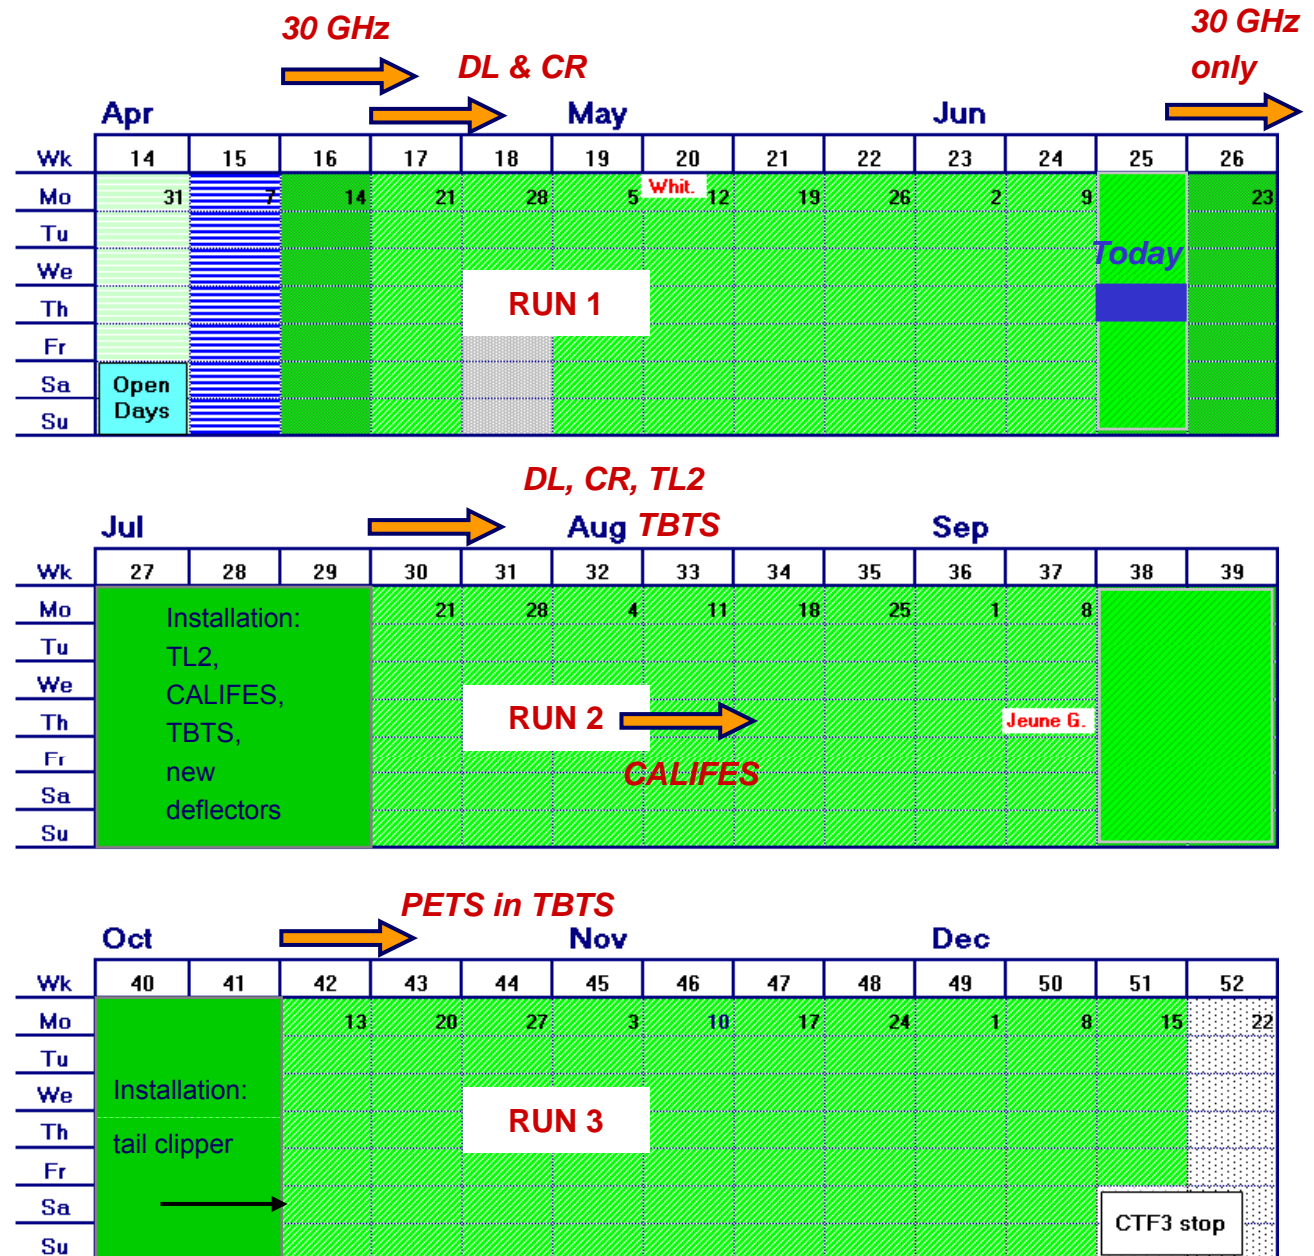 30 GHz
30 GHz
only
DL & CR
Apr May Jun
Wk 14 15 16 17 18 19 20 21 22 23 24 25 26
Mo 31 7 14 21 28 5 Whit. 12 19 26 2 9 23
Tu
We Today
Th RUN 1
Fr
Sa Open
Su Days
DL, CR, TL2
Jul Aug TBTS Sep
Wk 27 28 29 30 31 32 33 34 35 36 37 38 39
Mo Installation: 21 28 4 11 18 25 1 8
Tu TL2,
We CALIFES,
Th TBTS, RUN 2 Jeune G.
Fr new CALIFES
Sa deflectors
Su
PETS in TBTS
Oct Nov Dec
Wk 40 41 42 43 44 45 46 47 48 49 50 51 52
Mo 13 20 27 3 10 17 24 1 8 15 22
Tu
We Installation:
Th tail clipper RUN 3
Fr
Sa CTF3 stop
Su